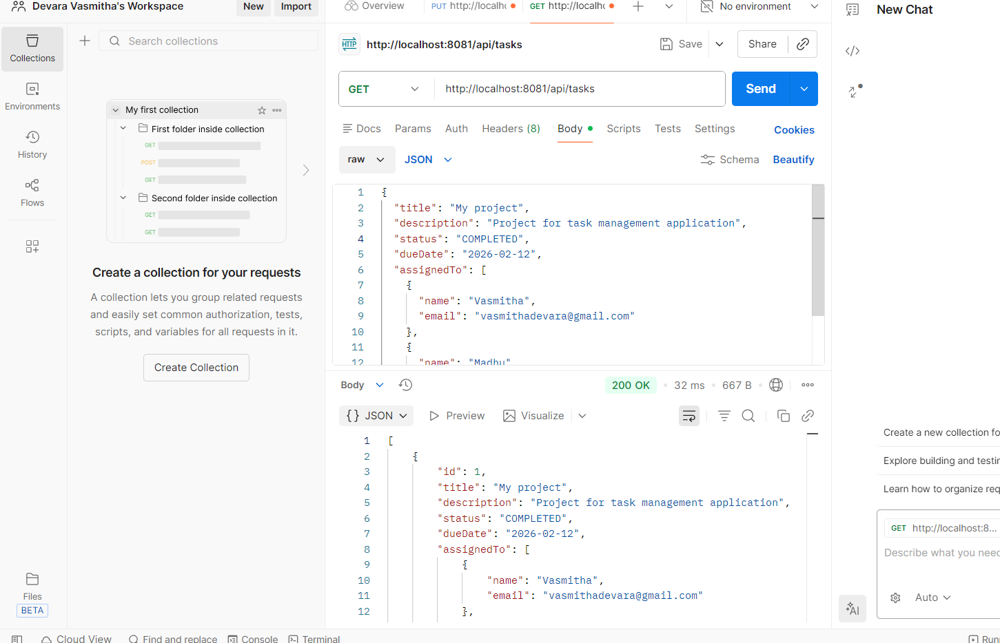 Devara Vasmitha's Workspace
New
Import
Collections
Environments
History
Flows
Files
BETA
Search collections
My first collection
First folder inside collection
GET
POST
GET
Second folder inside collection
GET
GET
Create a collection for your requests
A collection lets you group related requests
and easily set common authorization, tests,
scripts, and variables for all requests in it.
Create Collection
Overview
PUT http://localh
GET http://localh
No environment
HTTP http://localhost:8081/api/tasks
Save
Share
GET
http://localhost:8081/api/tasks
Send
Docs Params Auth Headers (8) Body Scripts Tests Settings Cookies
raw JSON Schema Beautify
1 {
2 "title": "My project",
3 "description": "Project for task management application",
4 "status": "COMPLETED",
5 "dueDate": "2026-02-12",
6 "assignedTo": [
7 {
8 "name": "Vasmitha",
9 "email": "vasmithadevara@gmail.com"
10 },
11 {
12 "name": "Madhu"
Body 200 OK 32 ms 667 B
{} JSON Preview Visualize
1 [
2 {
3 "id": 1,
4 "title": "My project",
5 "description": "Project for task management application",
6 "status": "COMPLETED",
7 "dueDate": "2026-02-12",
8 "assignedTo": [
9 {
10 "name": "Vasmitha",
11 "email": "vasmithadevara@gmail.com"
12 },
New Chat
Create a new collection fo
Explore building and testin
Learn how to organize req
GET http://localhost:8...
Describe what you need
Auto
AI
Cloud View Find and replace Console Terminal
Runn